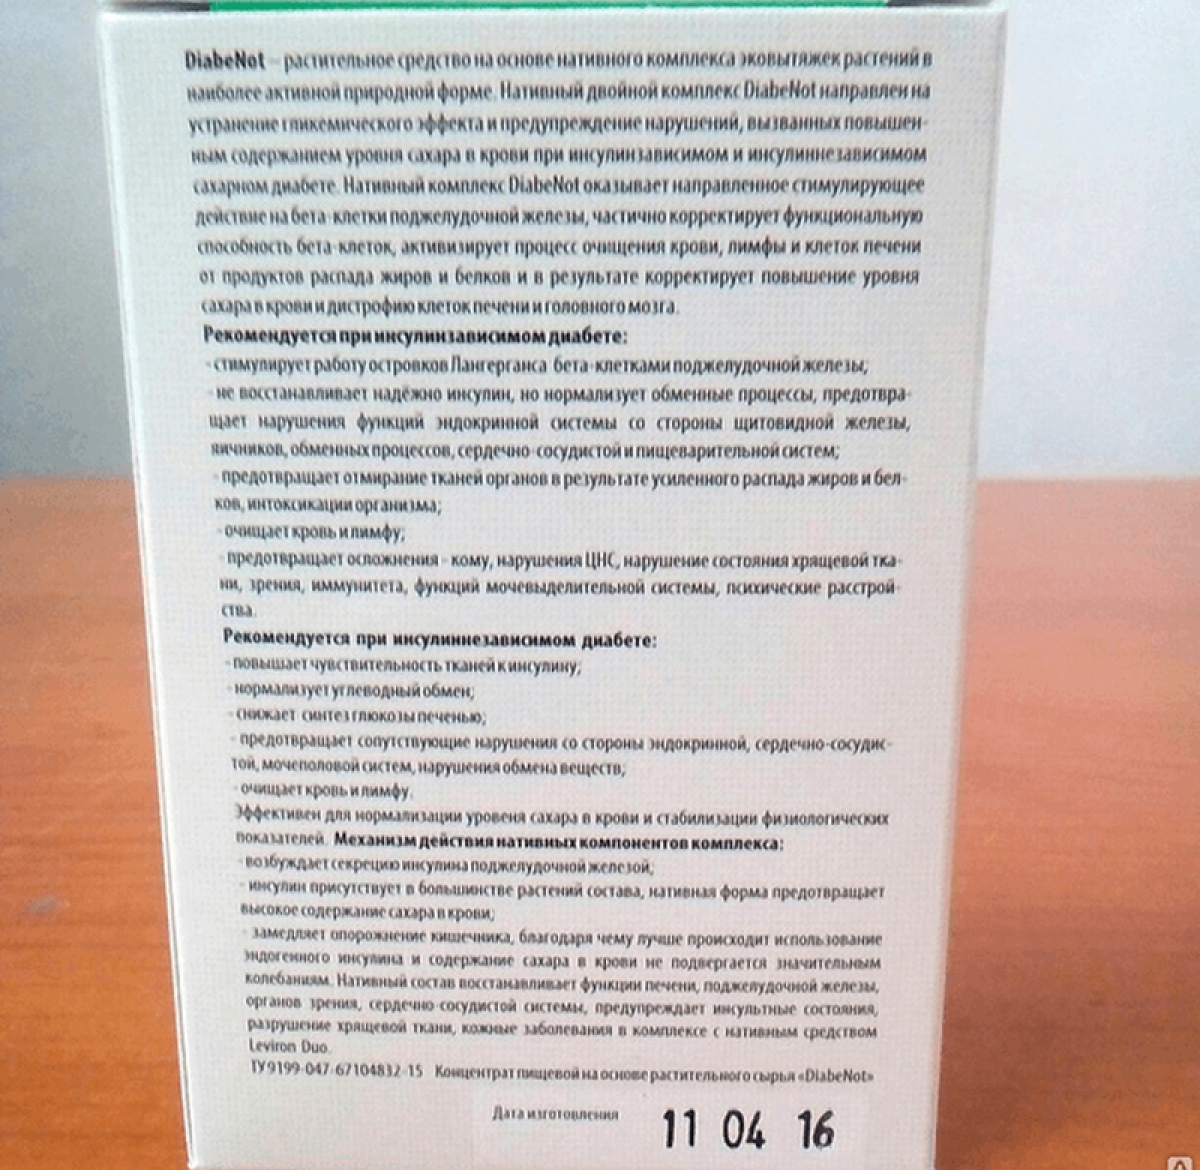 DiabeNot – растительное средство на основе нативного комплекса эковытяжек растений в
наиболее активной природной форме. Нативный двойной комплекс DiabeNot направлен на
устранение гликемического эффекта и предупреждение нарушений, вызванных повышен-
ным содержанием уровня сахара в крови при инсулинзависимом и инсулиннезависимом
сахарном диабете. Нативный комплекс DiabeNot оказывает направленное стимулирующее
действие на бета-клетки поджелудочной железы, частично корректирует функциональную
способность бета-клеток, активизирует процесс очищения крови, лимфы и клеток печени
от продуктов распада жиров и белков и в результате корректирует повышение уровня
сахара в крови и дистрофию клеток печени и головного мозга.
Рекомендуется при инсулинзависимом диабете:
- стимулирует работу островков Лангерганса бета-клетками поджелудочной железы;
- не восстанавливает надёжно инсулин, но нормализует обменные процессы, предотвра-
щает нарушения функций эндокринной системы со стороны щитовидной железы,
яичников, обменных процессов, сердечно-сосудистой и пищеварительной систем;
- предотвращает отмирание тканей органов в результате усиленного распада жиров и бел-
ков, интоксикации организма;
- очищает кровь и лимфу;
- предотвращает осложнения - кому, нарушения ЦНС, нарушение состояния хрящевой тка-
ни, зрения, иммунитета, функций мочевыделительной системы, психические расстрой-
ства.
Рекомендуется при инсулиннезависимом диабете:
- повышает чувствительность тканей к инсулину;
- нормализует углеводный обмен;
- снижает синтез глюкозы печенью;
- предотвращает сопутствующие нарушения со стороны эндокринной, сердечно-сосудис-
той, мочеполовой систем, нарушения обмена веществ;
- очищает кровь и лимфу.
Эффективен для нормализации уровеня сахара в крови и стабилизации физиологических
показателей. Механизм действия нативных компонентов комплекса:
- возбуждает секрецию инсулина поджелудочной железой;
- инсулин присутствует в большинстве растений состава, нативная форма предотвращает
высокое содержание сахара в крови;
- замедляет опорожнение кишечника, благодаря чему лучше происходит использование
эндогенного инсулина и содержание сахара в крови не подвергается значительным
колебаниям. Нативный состав восстанавливает функции печени, поджелудочной железы,
органов зрения, сердечно-сосудистой системы, предупреждает инсультные состояния,
разрушение хрящевой ткани, кожные заболевания в комплексе с нативным средством
Leviron Duo.
ТУ9199-047-67104832-15 Концентрат пищевой на основе растительного сырья «DiabeNot»
Дата изготовления 11 04 16